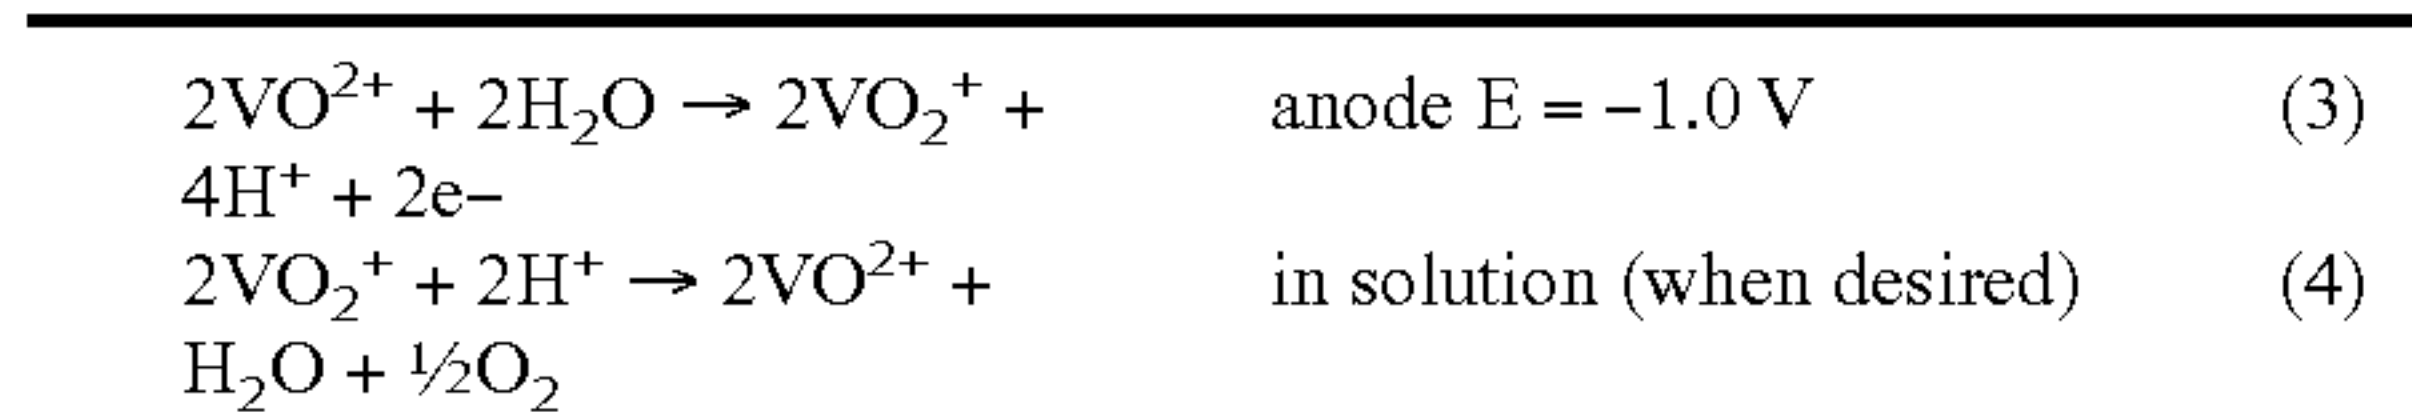 2VO²⁺ + 2H₂O → 2VO₂⁺ + anode E = −1.0 V (3)
4H⁺ + 2e−
2VO₂⁺ + 2H⁺ → 2VO²⁺ + in solution (when desired) (4)
H₂O + ½O₂